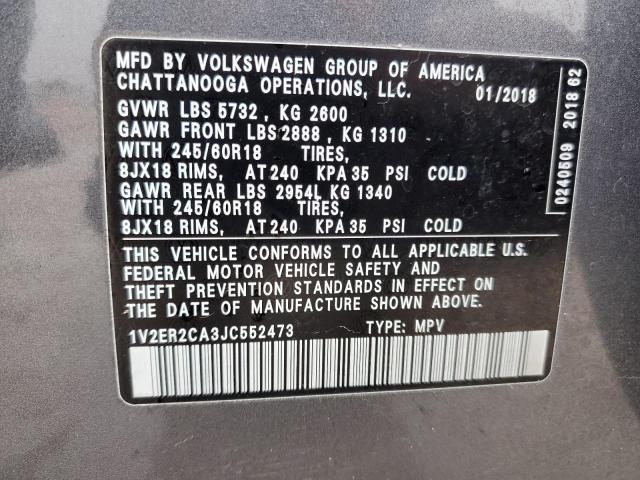 MFD BY VOLKSWAGEN GROUP OF AMERICA
CHATTANOOGA OPERATIONS, LLC. 01/2018
GVWR LBS 5732 , KG 2600
GAWR FRONT LBS 2888 , KG 1310
WITH 245/60R18 TIRES,
8JX18 RIMS, AT 240 KPA 35 PSI COLD
GAWR REAR LBS 2954L KG 1340
WITH 245/60R18 TIRES,
8JX18 RIMS, AT 240 KPA 35 PSI COLD
THIS VEHICLE CONFORMS TO ALL APPLICABLE U.S.
FEDERAL MOTOR VEHICLE SAFETY AND
THEFT PREVENTION STANDARDS IN EFFECT ON
THE DATE OF MANUFACTURE SHOWN ABOVE.
1V2ER2CA3JC552473 TYPE: MPV
0240509 2018 62